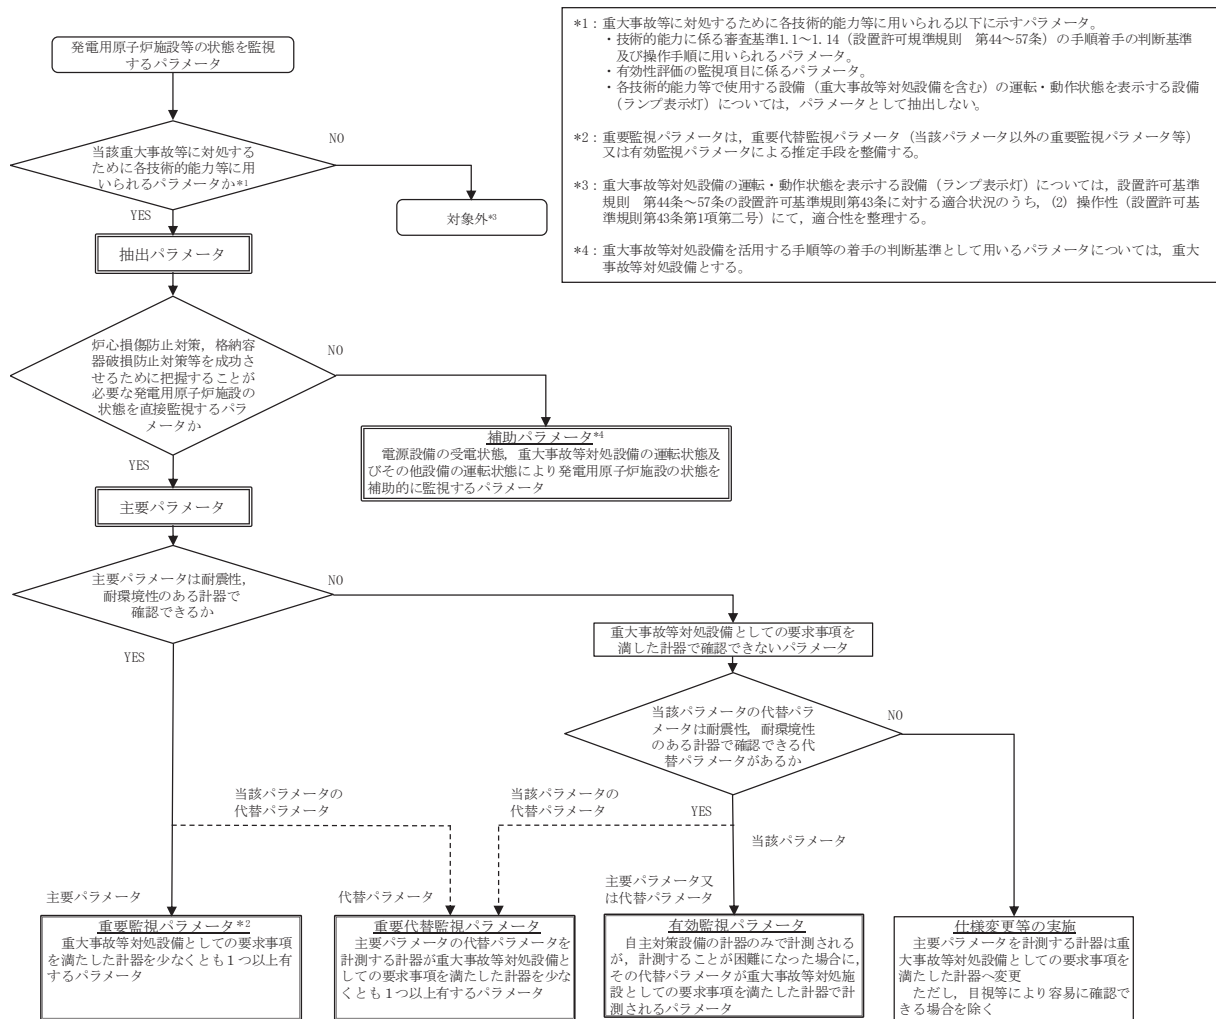 発電用原子炉施設等の状態を監視
するパラメータ
当該重大事故等に対処する
ために各技術的能力等に用
いられるパラメータか*1
NO
YES
対象外*3
抽出パラメータ
*1：重大事故等に対処するために各技術的能力等に用いられる以下に示すパラメータ。
・技術的能力に係る審査基準1.1～1.14（設置許可規準規則　第44～57条）の手順着手の判断基準
及び操作手順に用いられるパラメータ。
・有効性評価の監視項目に係るパラメータ。
・各技術的能力等で使用する設備（重大事故等対処設備を含む）の運転・動作状態を表示する設備
（ランプ表示灯）については，パラメータとして抽出しない。
*2：重要監視パラメータは，重要代替監視パラメータ（当該パラメータ以外の重要監視パラメータ等）
又は有効監視パラメータによる推定手段を整備する。
*3：重大事故等対処設備の運転・動作状態を表示する設備（ランプ表示灯）については，設置許可基準
規則　第44条～57条の設置許可基準規則第43条に対する適合状況のうち，(2) 操作性（設置許可基
準規則第43条第1項第二号）にて，適合性を整理する。
*4：重大事故等対処設備を活用する手順等の着手の判断基準として用いるパラメータについては，重大
事故等対処設備とする。
炉心損傷防止対策，格納容
器破損防止対策等を成功さ
せるために把握することが
必要な発電用原子炉施設の
状態を直接監視するパラ
メータか
NO
YES
補助パラメータ*4
電源設備の受電状態，重大事故等対処設備の運転状態及
びその他設備の運転状態により発電用原子炉施設の状態を
補助的に監視するパラメータ
主要パラメータ
主要パラメータは耐震性，
耐環境性のある計器で
確認できるか
NO
YES
重大事故等対処設備としての要求事項を
満した計器で確認できないパラメータ
当該パラメータの代替パラ
メータは耐震性，耐環境性
のある計器で確認できる代
替パラメータがあるか
NO
YES
当該パラメータの
代替パラメータ
当該パラメータの
代替パラメータ
当該パラメータ
主要パラメータ
代替パラメータ
主要パラメータ又
は代替パラメータ
重要監視パラメータ*2
重大事故等対処設備としての要求事項
を満たした計器を少なくとも１つ以上有
するパラメータ
重要代替監視パラメータ
主要パラメータの代替パラメータを
計測する計器が重大事故等対処設備と
しての要求事項を満たした計器を少な
くとも１つ以上有するパラメータ
有効監視パラメータ
自主対策設備の計器のみで計測される
が，計測することが困難になった場合に，
その代替パラメータが重大事故等対処施
設としての要求事項を満たした計器で計
測されるパラメータ
仕様変更等の実施
主要パラメータを計測する計器は重
大事故等対処設備としての要求事項を
満たした計器へ変更
ただし，目視等により容易に確認で
きる場合を除く